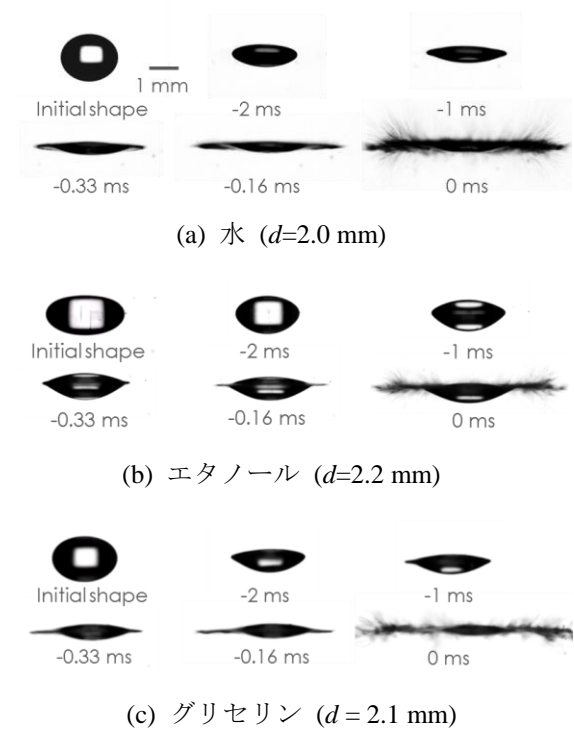 1 mm
Initial shape -2 ms -1 ms
-0.33 ms -0.16 ms 0 ms
(a) 水 (d=2.0 mm)
Initial shape -2 ms -1 ms
-0.33 ms -0.16 ms 0 ms
(b) エタノール (d=2.2 mm)
Initial shape -2 ms -1 ms
-0.33 ms -0.16 ms 0 ms
(c) グリセリン (d = 2.1 mm)